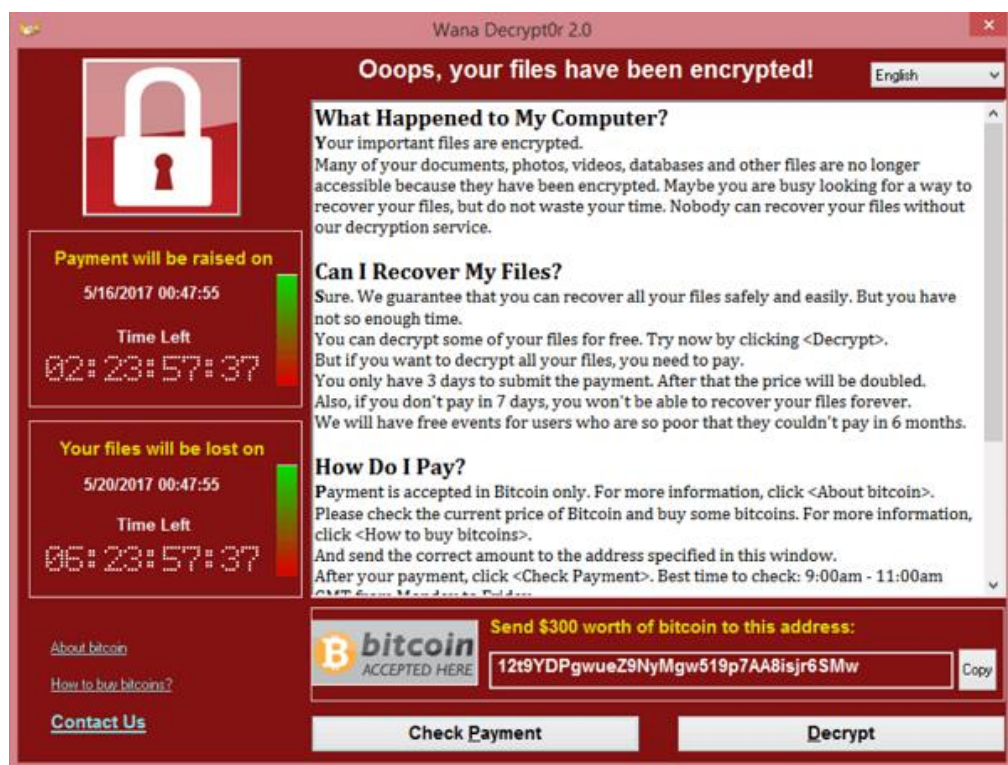 Wana Decrypt0r 2.0
Ooops, your files have been encrypted!
English
What Happened to My Computer?
Your important files are encrypted.
Many of your documents, photos, videos, databases and other files are no longer
accessible because they have been encrypted. Maybe you are busy looking for a way to
recover your files, but do not waste your time. Nobody can recover your files without
our decryption service.
Can I Recover My Files?
Sure. We guarantee that you can recover all your files safely and easily. But you have
not so enough time.
You can decrypt some of your files for free. Try now by clicking <Decrypt>.
But if you want to decrypt all your files, you need to pay.
You only have 3 days to submit the payment. After that the price will be doubled.
Also, if you don't pay in 7 days, you won't be able to recover your files forever.
We will have free events for users who are so poor that they couldn't pay in 6 months.
How Do I Pay?
Payment is accepted in Bitcoin only. For more information, click <About bitcoin>.
Please check the current price of Bitcoin and buy some bitcoins. For more information,
click <How to buy bitcoins>.
And send the correct amount to the address specified in this window.
After your payment, click <Check Payment>. Best time to check: 9:00am - 11:00am
GMT from Monday to Friday
Payment will be raised on
5/16/2017 00:47:55
Time Left
02:23:57:37
Your files will be lost on
5/20/2017 00:47:55
Time Left
06:23:57:37
About bitcoin
How to buy bitcoins?
Contact Us
bitcoin
ACCEPTED HERE
Send $300 worth of bitcoin to this address:
12t9YDPgwueZ9NyMgw519p7AA8isjr6SMw
Copy
Check Payment
Decrypt